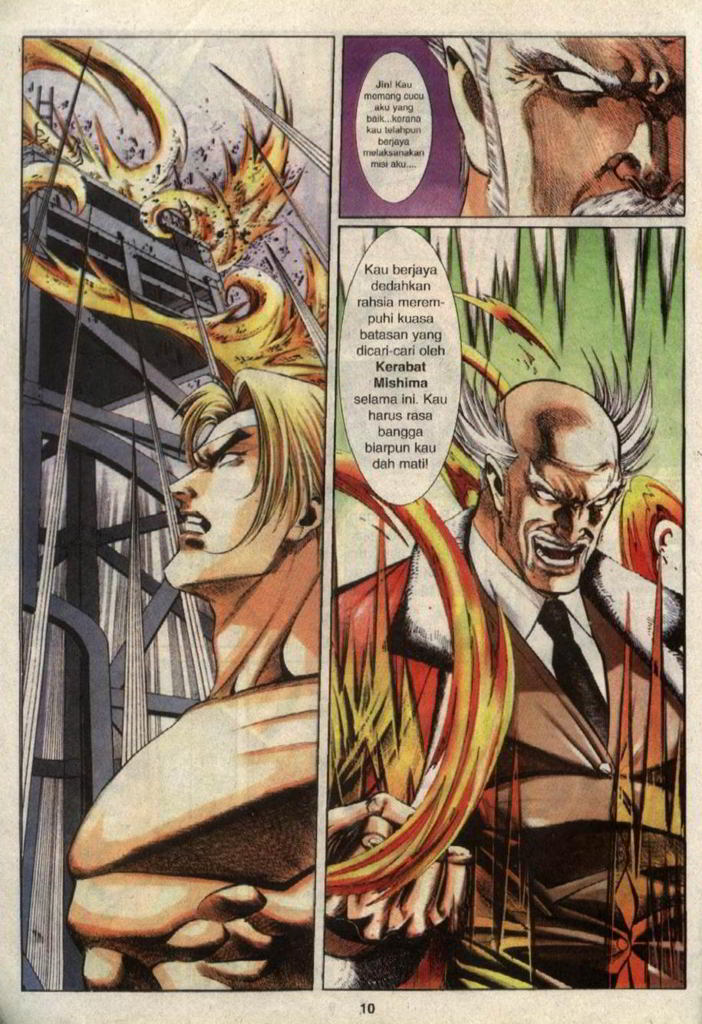 Jin! Kau
memang cucu
aku yang
baik...kerana
kau telahpun
berjaya
melaksanakan
misi aku....
Kau berjaya
dedahkan
rahsia merem-
puhi kuasa
batasan yang
dicari-cari oleh
Kerabat
Mishima
selama ini. Kau
harus rasa
bangga
biarpun kau
dah mati!
10